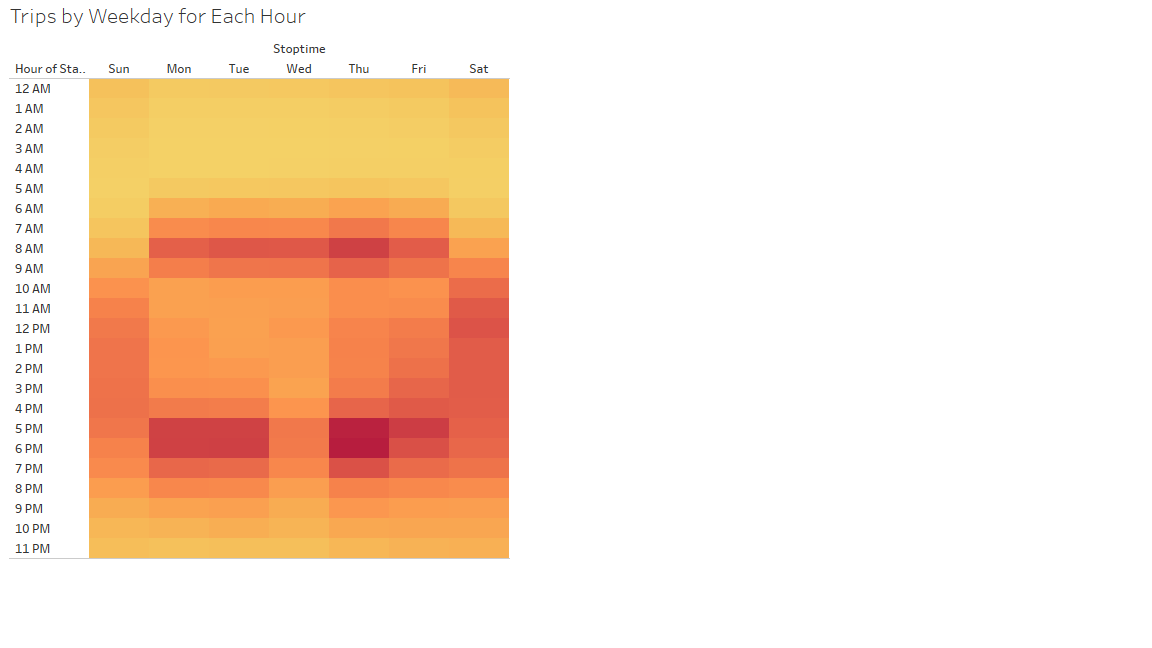 Trips by Weekday for Each Hour
Stoptime
Hour of Sta.. Sun Mon Tue Wed Thu Fri Sat
12 AM
1 AM
2 AM
3 AM
4 AM
5 AM
6 AM
7 AM
8 AM
9 AM
10 AM
11 AM
12 PM
1 PM
2 PM
3 PM
4 PM
5 PM
6 PM
7 PM
8 PM
9 PM
10 PM
11 PM